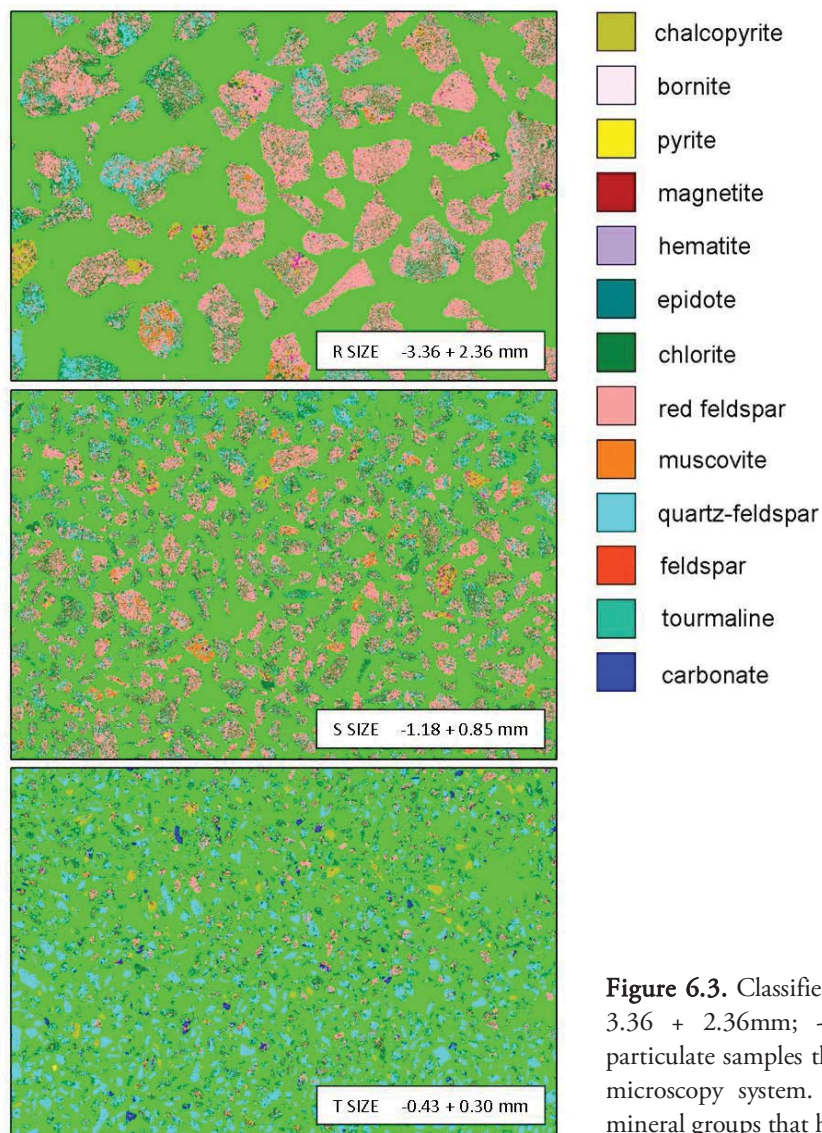 chalcopyrite
bornite
pyrite
magnetite
hematite
epidote
chlorite
red feldspar
muscovite
quartz-feldspar
feldspar
tourmaline
carbonate
R SIZE -3.36 + 2.36 mm
S SIZE -1.18 + 0.85 mm
T SIZE -0.43 + 0.30 mm
Figure 6.3. Classifie
3.36 + 2.36mm; -
particulate samples th
microscopy system.
mineral groups that h